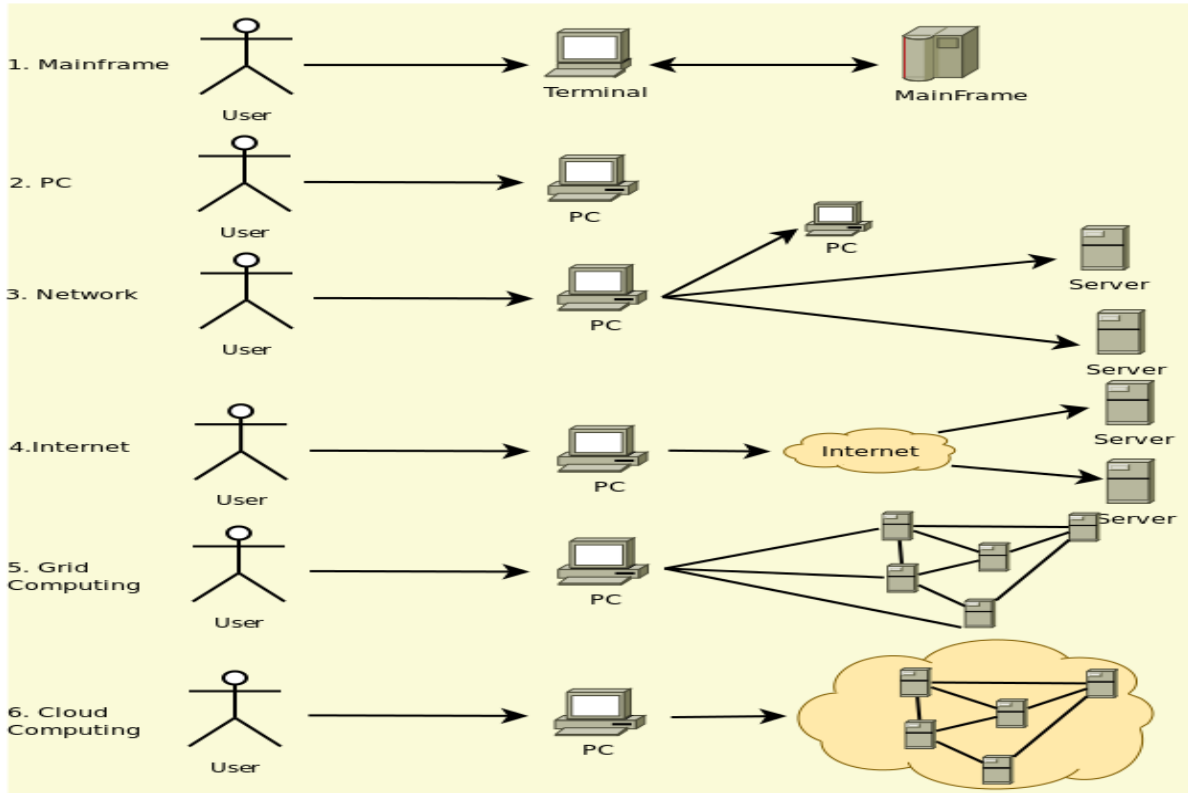 1. Mainframe
User
Terminal
MainFrame
2. PC
User
PC
3. Network
User
PC
PC
Server
Server
4.Internet
User
PC
Internet
Server
Server
5. Grid
Computing
User
PC
6. Cloud
Computing
User
PC